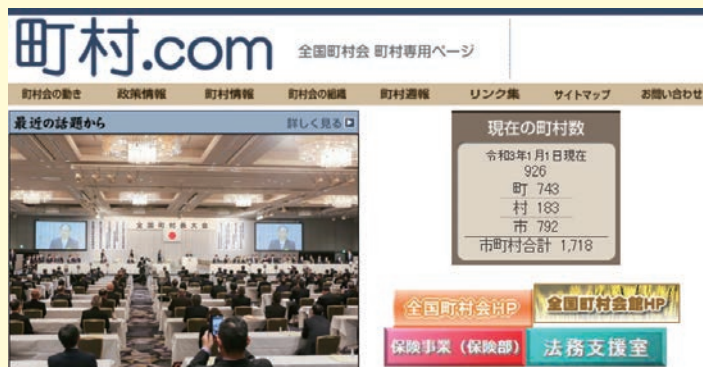 町村.com 全国町村会 町村専用ページ
町村会の動き 政策情報 町村情報 町村会の組織 町村週報 リンク集 サイトマップ お問い合わせ
最近の話題から 詳しく見る
全国町村長大会
現在の町村数
令和3年1月1日現在
926
町 743
村 183
市 792
市町村合計 1,718
全国町村会HP 全国町村会館HP
保険事業（保険部） 法務支援室